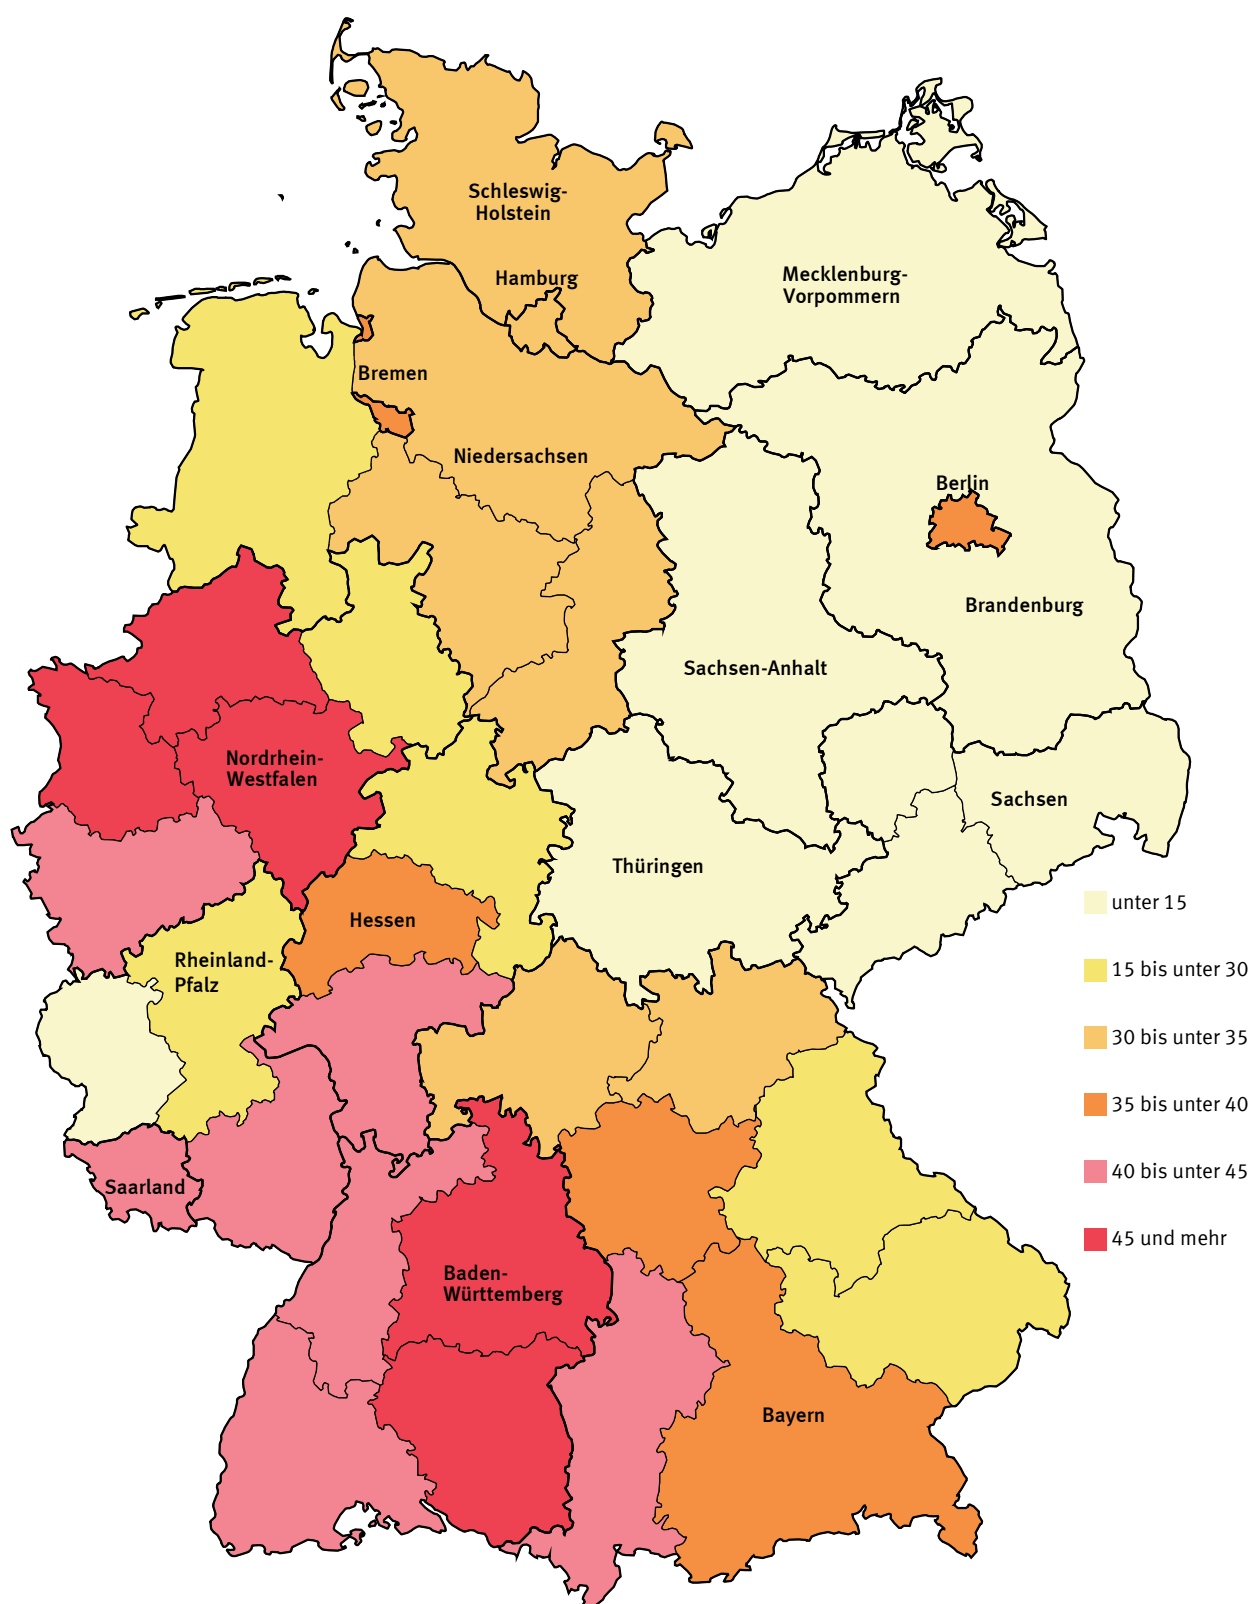 Schleswig-
Holstein
Hamburg
Mecklenburg-
Vorpommern
Bremen
Niedersachsen
Berlin
Brandenburg
Sachsen-Anhalt
Nordrhein-
Westfalen
Sachsen
Thüringen
Hessen
Rheinland-
Pfalz
Saarland
Baden-
Württemberg
Bayern
unter 15
15 bis unter 30
30 bis unter 35
35 bis unter 40
40 bis unter 45
45 und mehr